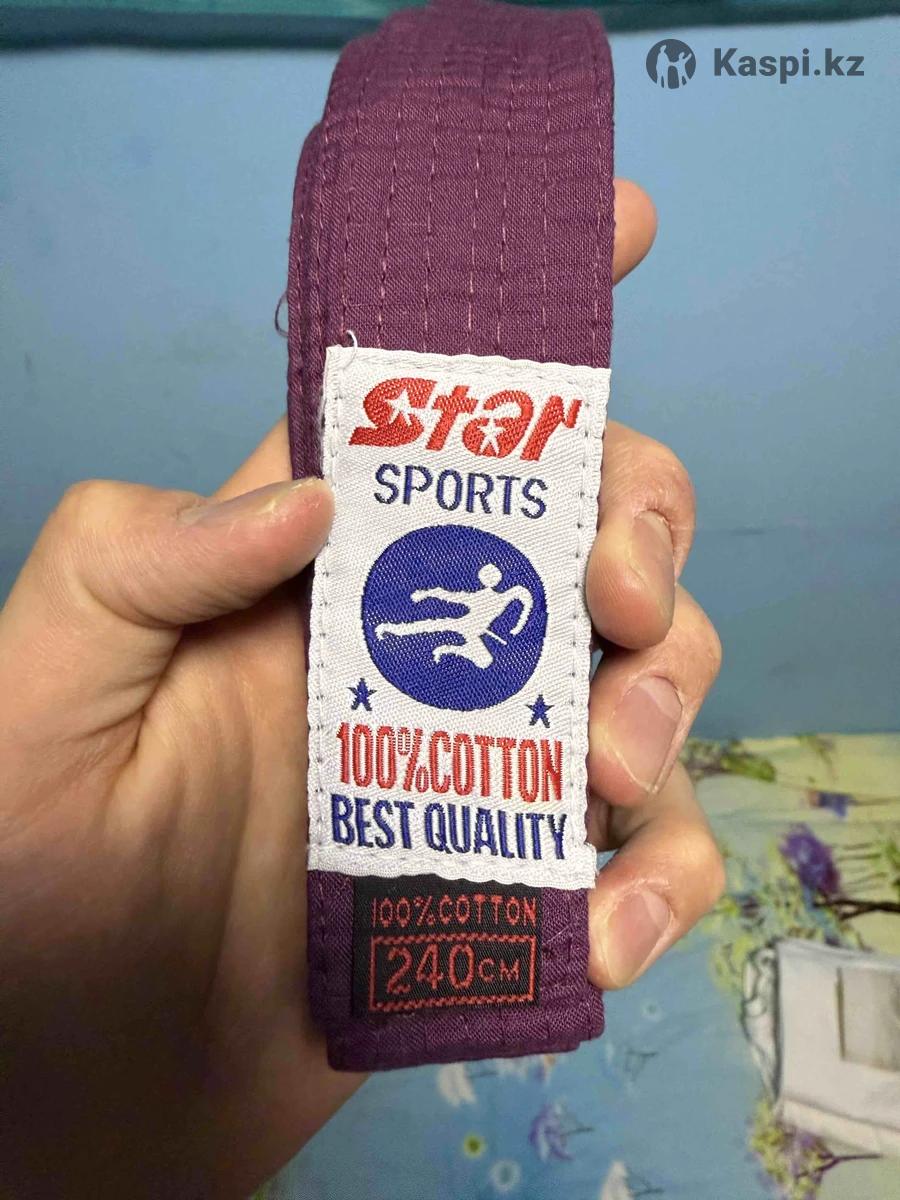 Kaspi.kz
Star
SPORTS
100%COTTON
BEST QUALITY
100%COTTON
240CM